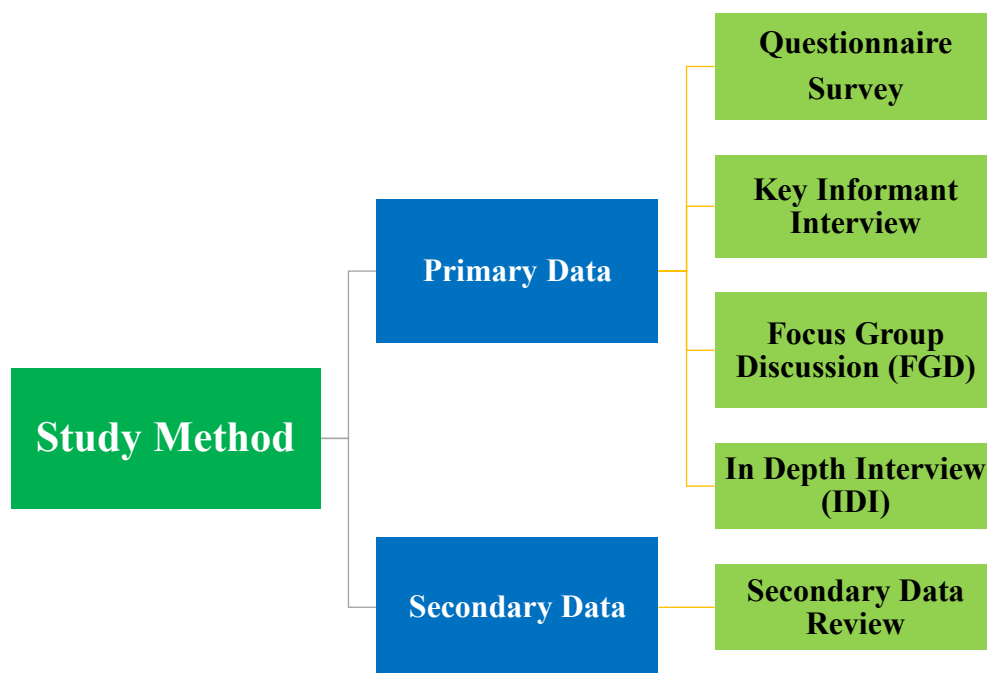 Study Method
Primary Data
Questionnaire
Survey
Key Informant
Interview
Focus Group
Discussion (FGD)
In Depth Interview
(IDI)
Secondary Data
Secondary Data
Review